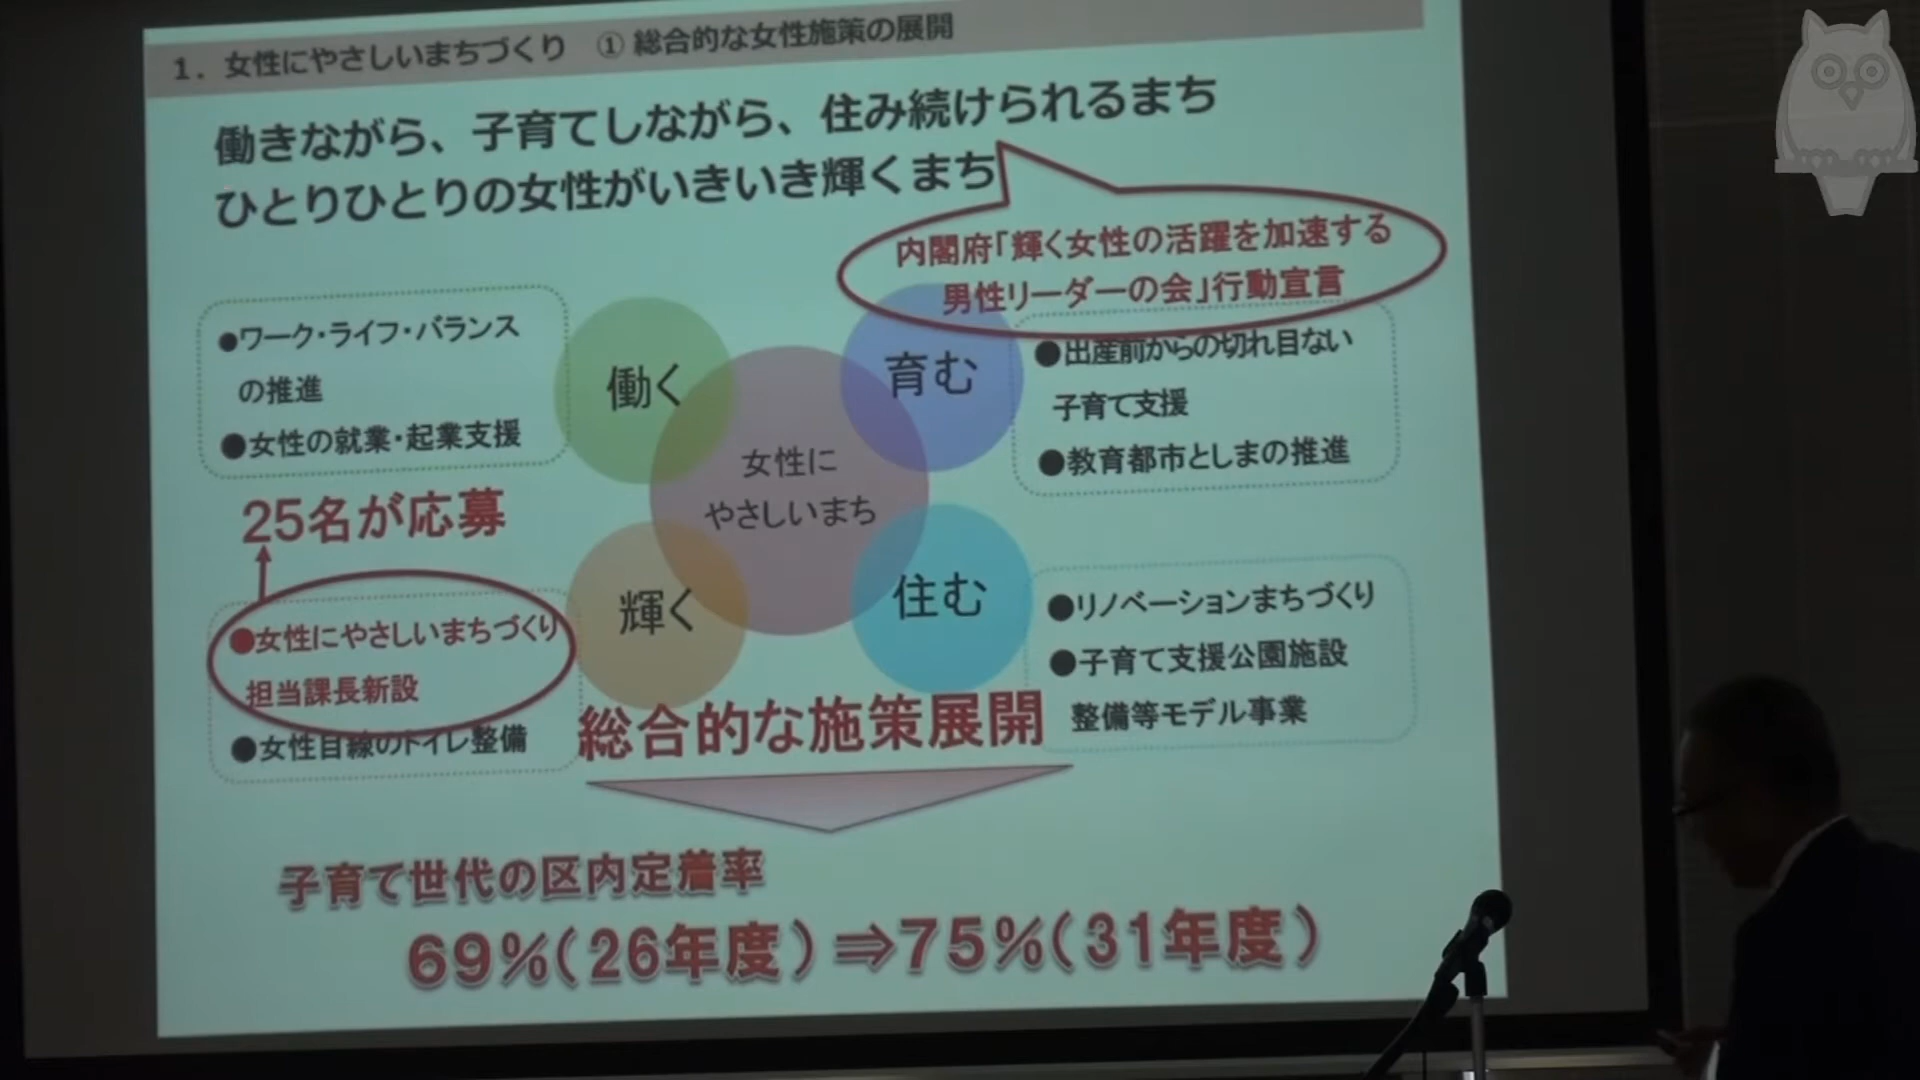 1. 女性にやさしいまちづくり ① 総合的な女性施策の展開
働きながら、子育てしながら、住み続けられるまち
ひとりひとりの女性がいきいき輝くまち
内閣府「輝く女性の活躍を加速する
男性リーダーの会」行動宣言
●ワーク・ライフ・バランス
の推進
●女性の就業・起業支援
働く
育む
●出産前からの切れ目ない
子育て支援
●教育都市としまの推進
女性に
やさしいまち
25名が応募
●女性にやさしいまちづくり
担当課長新設
●女性目線のトイレ整備
輝く
住む
●リノベーションまちづくり
●子育て支援公園施設
整備等モデル事業
総合的な施策展開
子育て世代の区内定着率
69%(26年度)⇒75%(31年度)